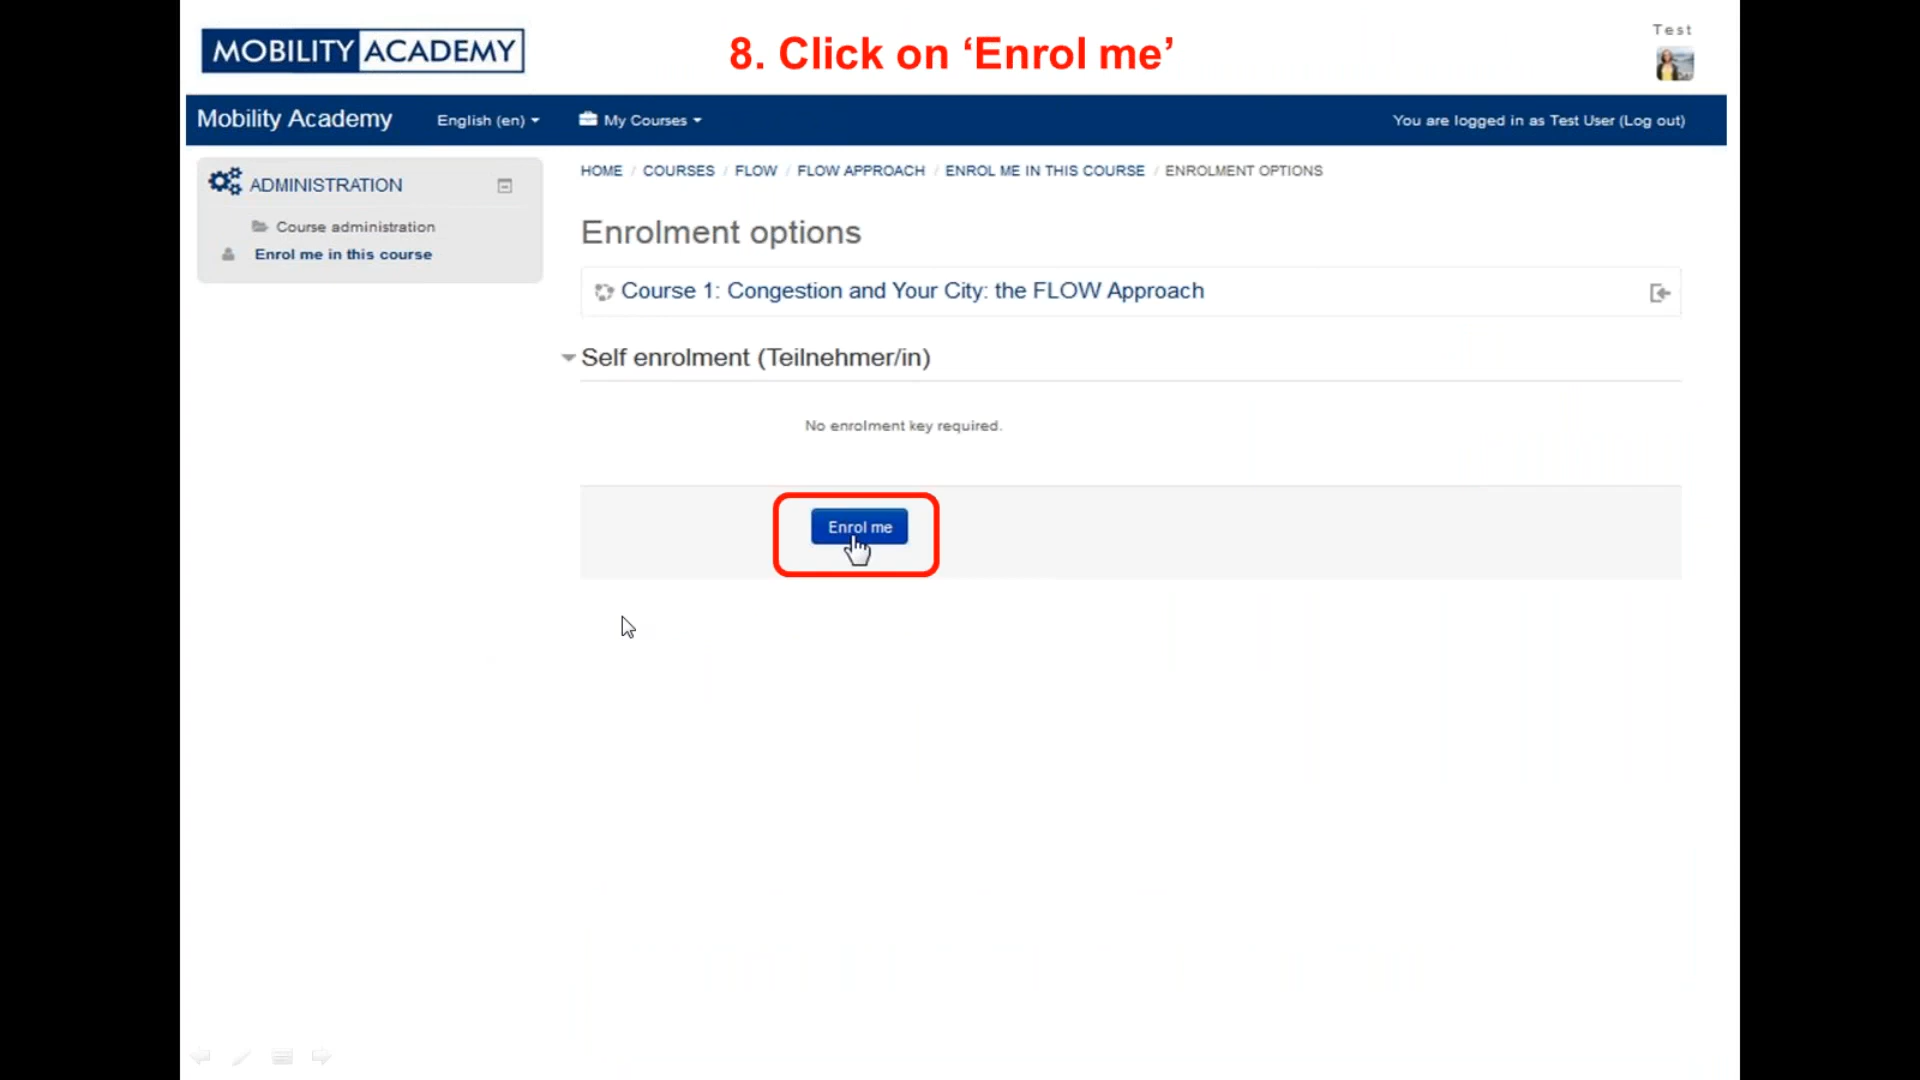 MOBILITY ACADEMY
8. Click on ‘Enrol me’
Test
Mobility Academy English (en) My Courses You are logged in as Test User (Log out)
ADMINISTRATION
Course administration
Enrol me in this course
HOME / COURSES / FLOW / FLOW APPROACH / ENROL ME IN THIS COURSE / ENROLMENT OPTIONS
Enrolment options
Course 1: Congestion and Your City: the FLOW Approach
Self enrolment (Teilnehmer/in)
No enrolment key required.
Enrol me